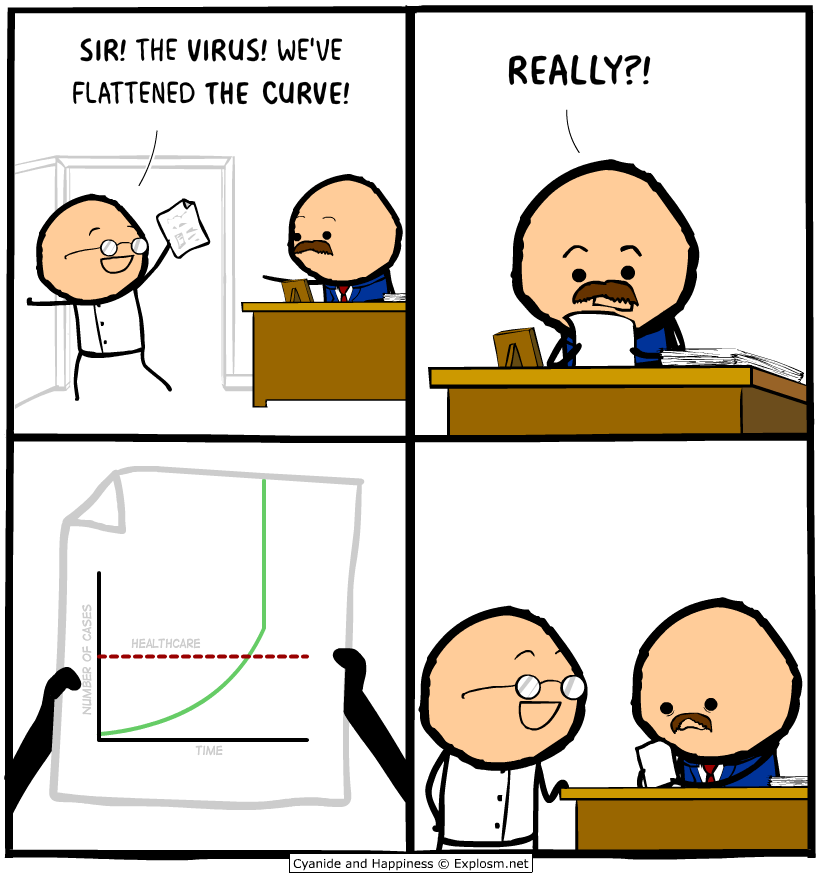 SIR! THE VIRUS! WE'VE
FLATTENED THE CURVE!
REALLY?!
HEALTHCARE
NUMBER OF CASES
TIME
Cyanide and Happiness © Explosm.net